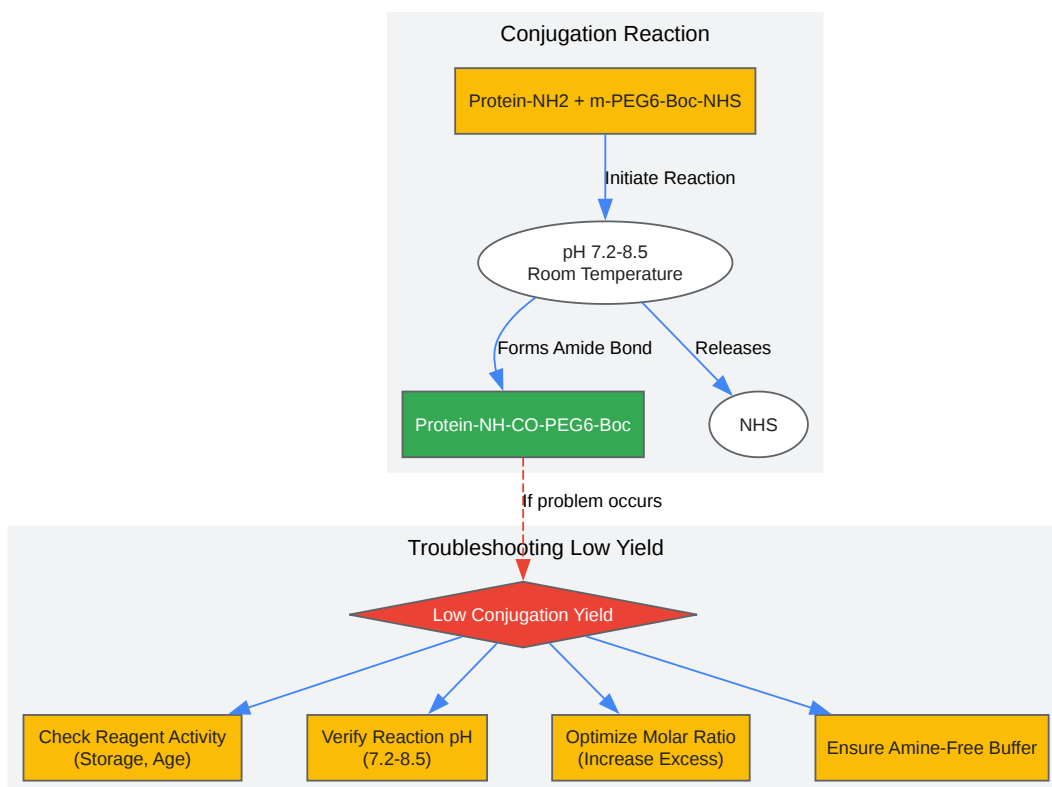 Conjugation Reaction
Protein-NH2 + m-PEG6-Boc-NHS
Initiate Reaction
pH 7.2-8.5
Room Temperature
Forms Amide Bond
Releases
Protein-NH-CO-PEG6-Boc
NHS
If problem occurs
Troubleshooting Low Yield
Low Conjugation Yield
Check Reagent Activity
(Storage, Age)
Verify Reaction pH
(7.2-8.5)
Optimize Molar Ratio
(Increase Excess)
Ensure Amine-Free Buffer